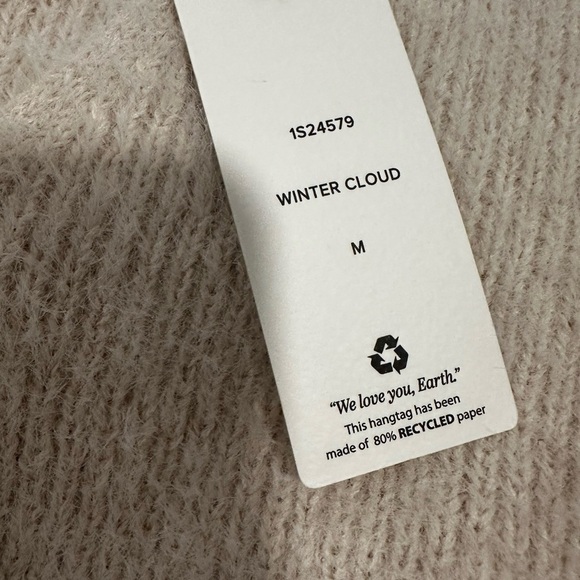 1S24579
WINTER CLOUD
M
“We love you, Earth.”
This hangtag has been
made of 80% RECYCLED paper